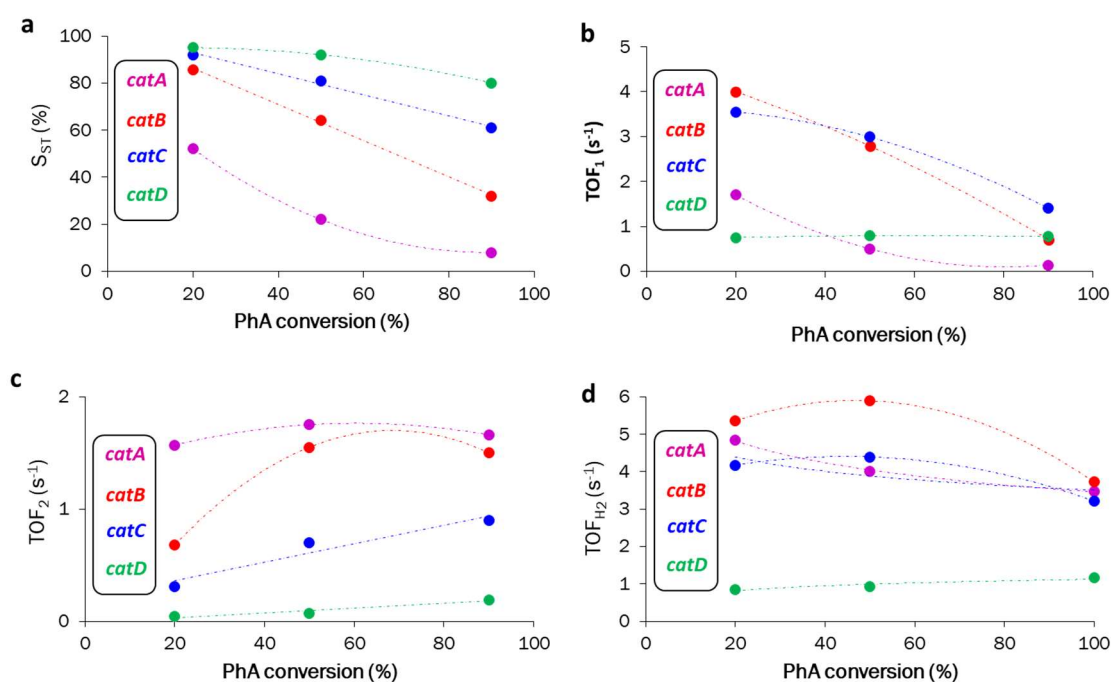 a
S_ST (%)
100
80
60
40
20
0
catA
catB
catC
catD
0 20 40 60 80 100
PhA conversion (%)
b
TOF₁ (s⁻¹)
5
4
3
2
1
0
catA
catB
catC
catD
0 20 40 60 80 100
PhA conversion (%)
c
TOF₂ (s⁻¹)
2
1
0
catA
catB
catC
catD
0 20 40 60 80 100
PhA conversion (%)
d
TOF_H2 (s⁻¹)
6
5
4
3
2
1
0
catA
catB
catC
catD
0 20 40 60 80 100
PhA conversion (%)